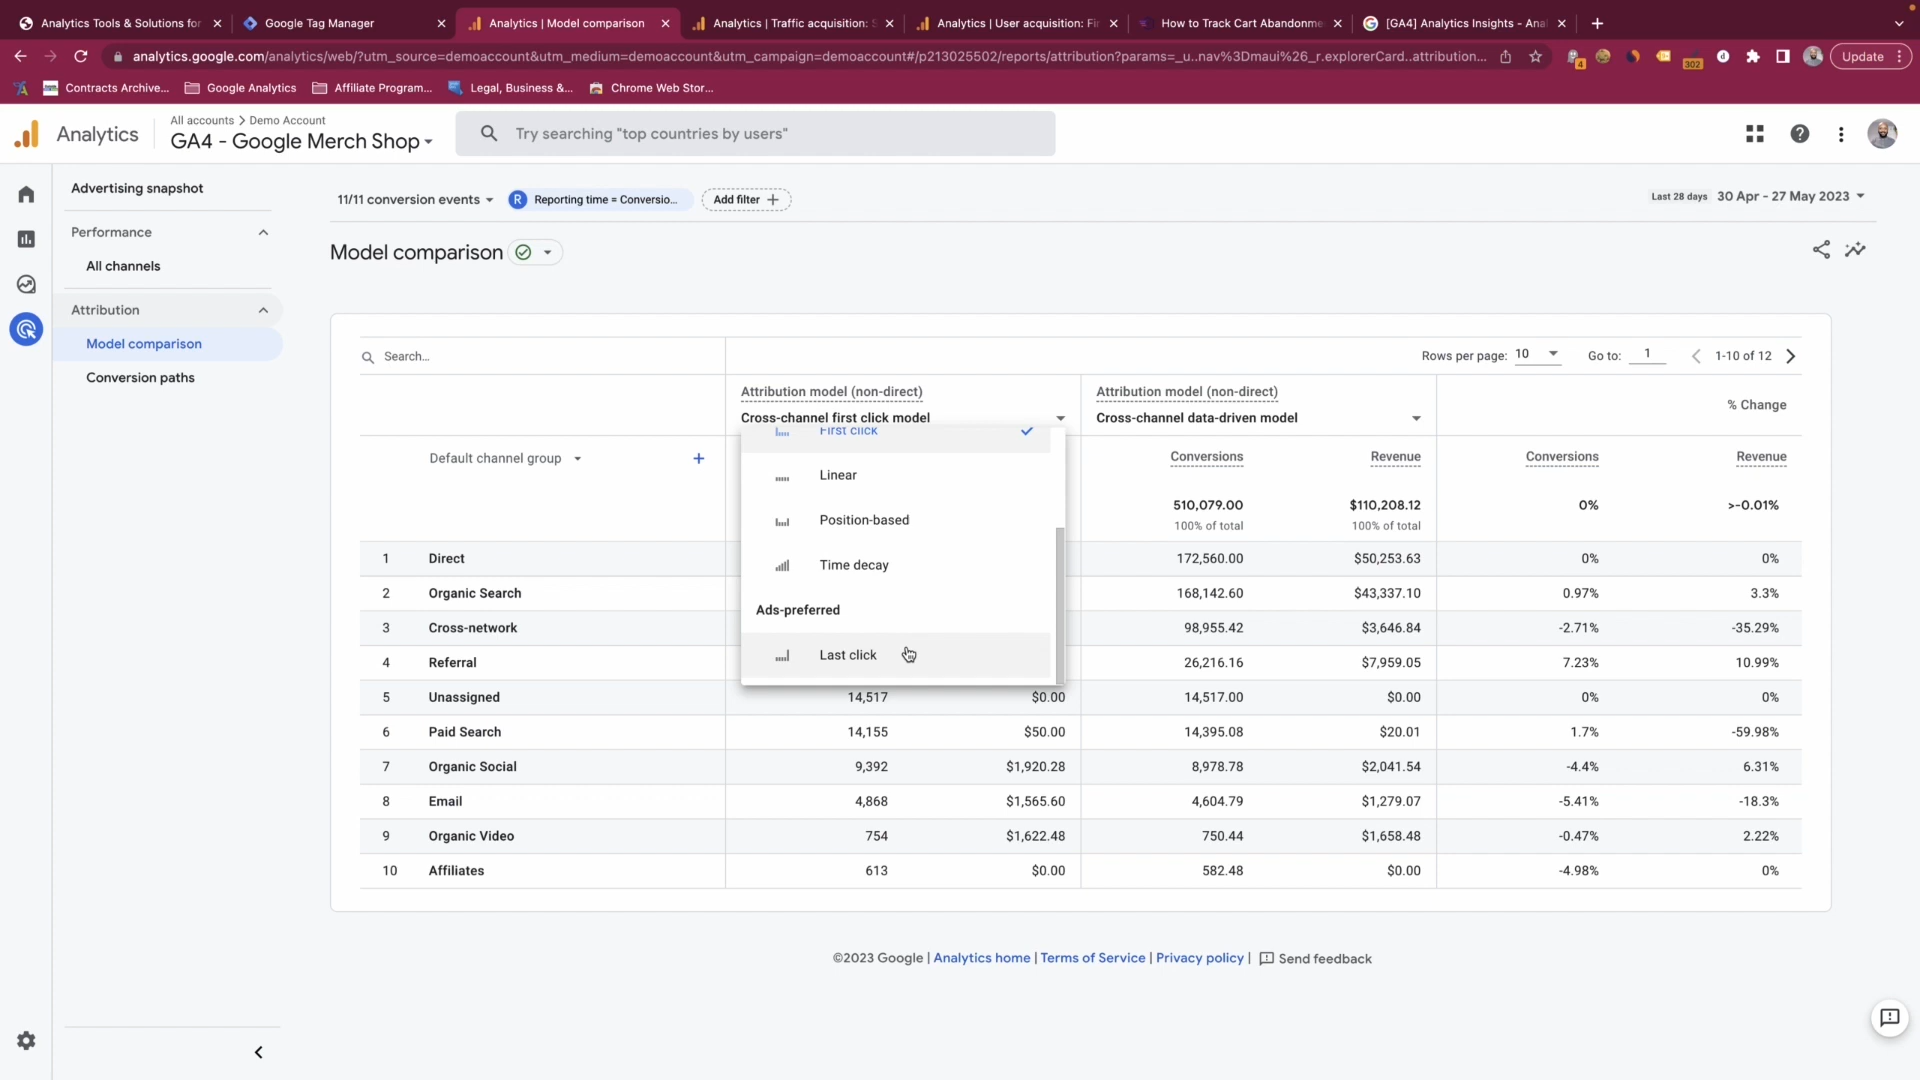 Analytics Tools & Solutions for
Google Tag Manager
Analytics | Model comparison
Analytics | Traffic acquisition: S
Analytics | User acquisition: Fi
How to Track Cart Abandonme
[GA4] Analytics Insights - Anal
analytics.google.com/analytics/web/?utm_source=demoaccount&utm_medium=demoaccount&utm_campaign=demoaccount#/p213025502/reports/attribution?params=_u..nav%3Dmaui%26_r.explorerCard..attribution...
4
302
Update
Contracts Archive...
Google Analytics
Affiliate Program...
Legal, Business &...
Chrome Web Stor...
Analytics
All accounts > Demo Account
GA4 - Google Merch Shop
Try searching "top countries by users"
Advertising snapshot
Performance
All channels
Attribution
Model comparison
Conversion paths
11/11 conversion events
R
Reporting time = Conversio...
Add filter +
Last 28 days 30 Apr - 27 May 2023
Model comparison
Search...
Rows per page: 10
Go to: 1
1-10 of 12
Attribution model (non-direct)
Cross-channel first click model
Attribution model (non-direct)
Cross-channel data-driven model
% Change
First click
Linear
Position-based
Time decay
Ads-preferred
Last click
Default channel group
Conversions Revenue Conversions Revenue
510,079.00 $110,208.12 0% >-0.01%
100% of total 100% of total
1 Direct 172,560.00 $50,253.63 0% 0%
2 Organic Search 168,142.60 $43,337.10 0.97% 3.3%
3 Cross-network 98,955.42 $3,646.84 -2.71% -35.29%
4 Referral 26,216.16 $7,959.05 7.23% 10.99%
5 Unassigned 14,517 $0.00 14,517.00 $0.00 0% 0%
6 Paid Search 14,155 $50.00 14,395.08 $20.01 1.7% -59.98%
7 Organic Social 9,392 $1,920.28 8,978.78 $2,041.54 -4.4% 6.31%
8 Email 4,868 $1,565.60 4,604.79 $1,279.07 -5.41% -18.3%
9 Organic Video 754 $1,622.48 750.44 $1,658.48 -0.47% 2.22%
10 Affiliates 613 $0.00 582.48 $0.00 -4.98% 0%
©2023 Google | Analytics home | Terms of Service | Privacy policy | Send feedback